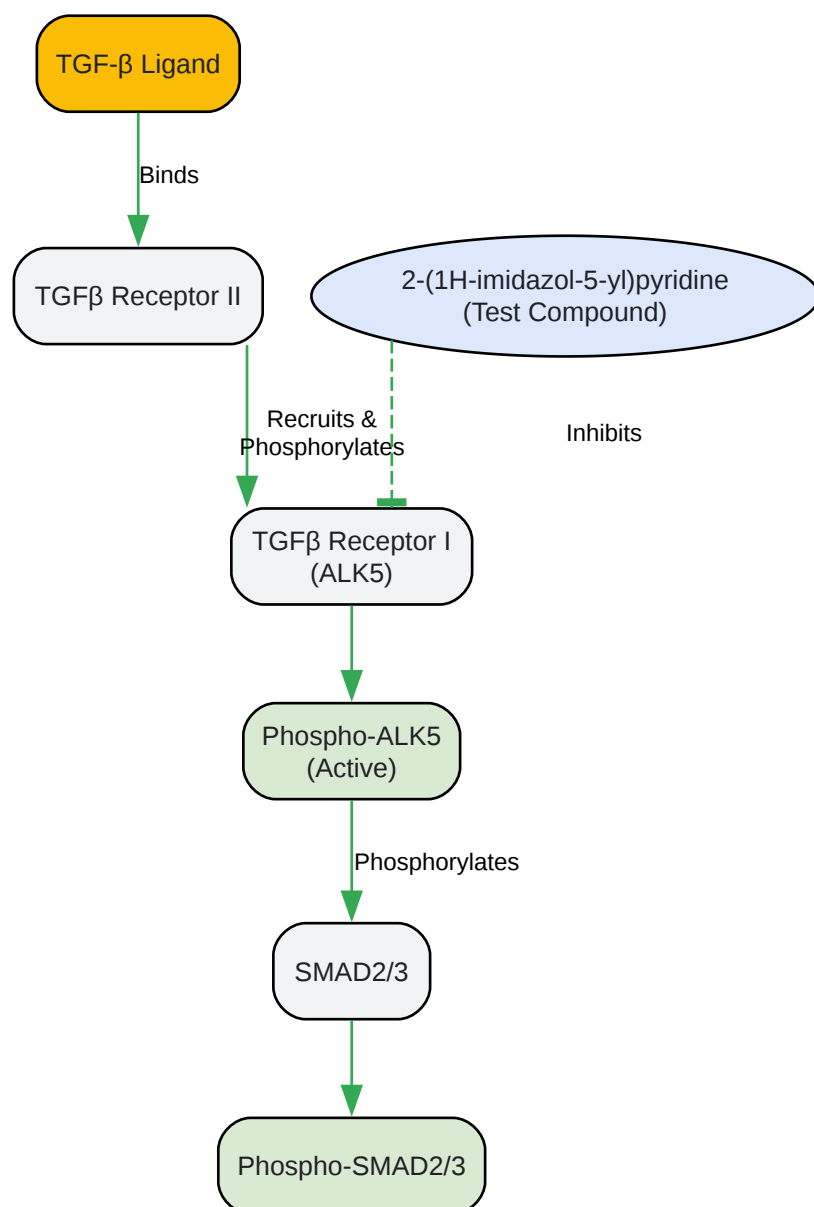 TGF-β Ligand
Binds
TGFβ Receptor II
2-(1H-imidazol-5-yl)pyridine
(Test Compound)
Recruits &
Phosphorylates
Inhibits
TGFβ Receptor I
(ALK5)
Phospho-ALK5
(Active)
Phosphorylates
SMAD2/3
Phospho-SMAD2/3